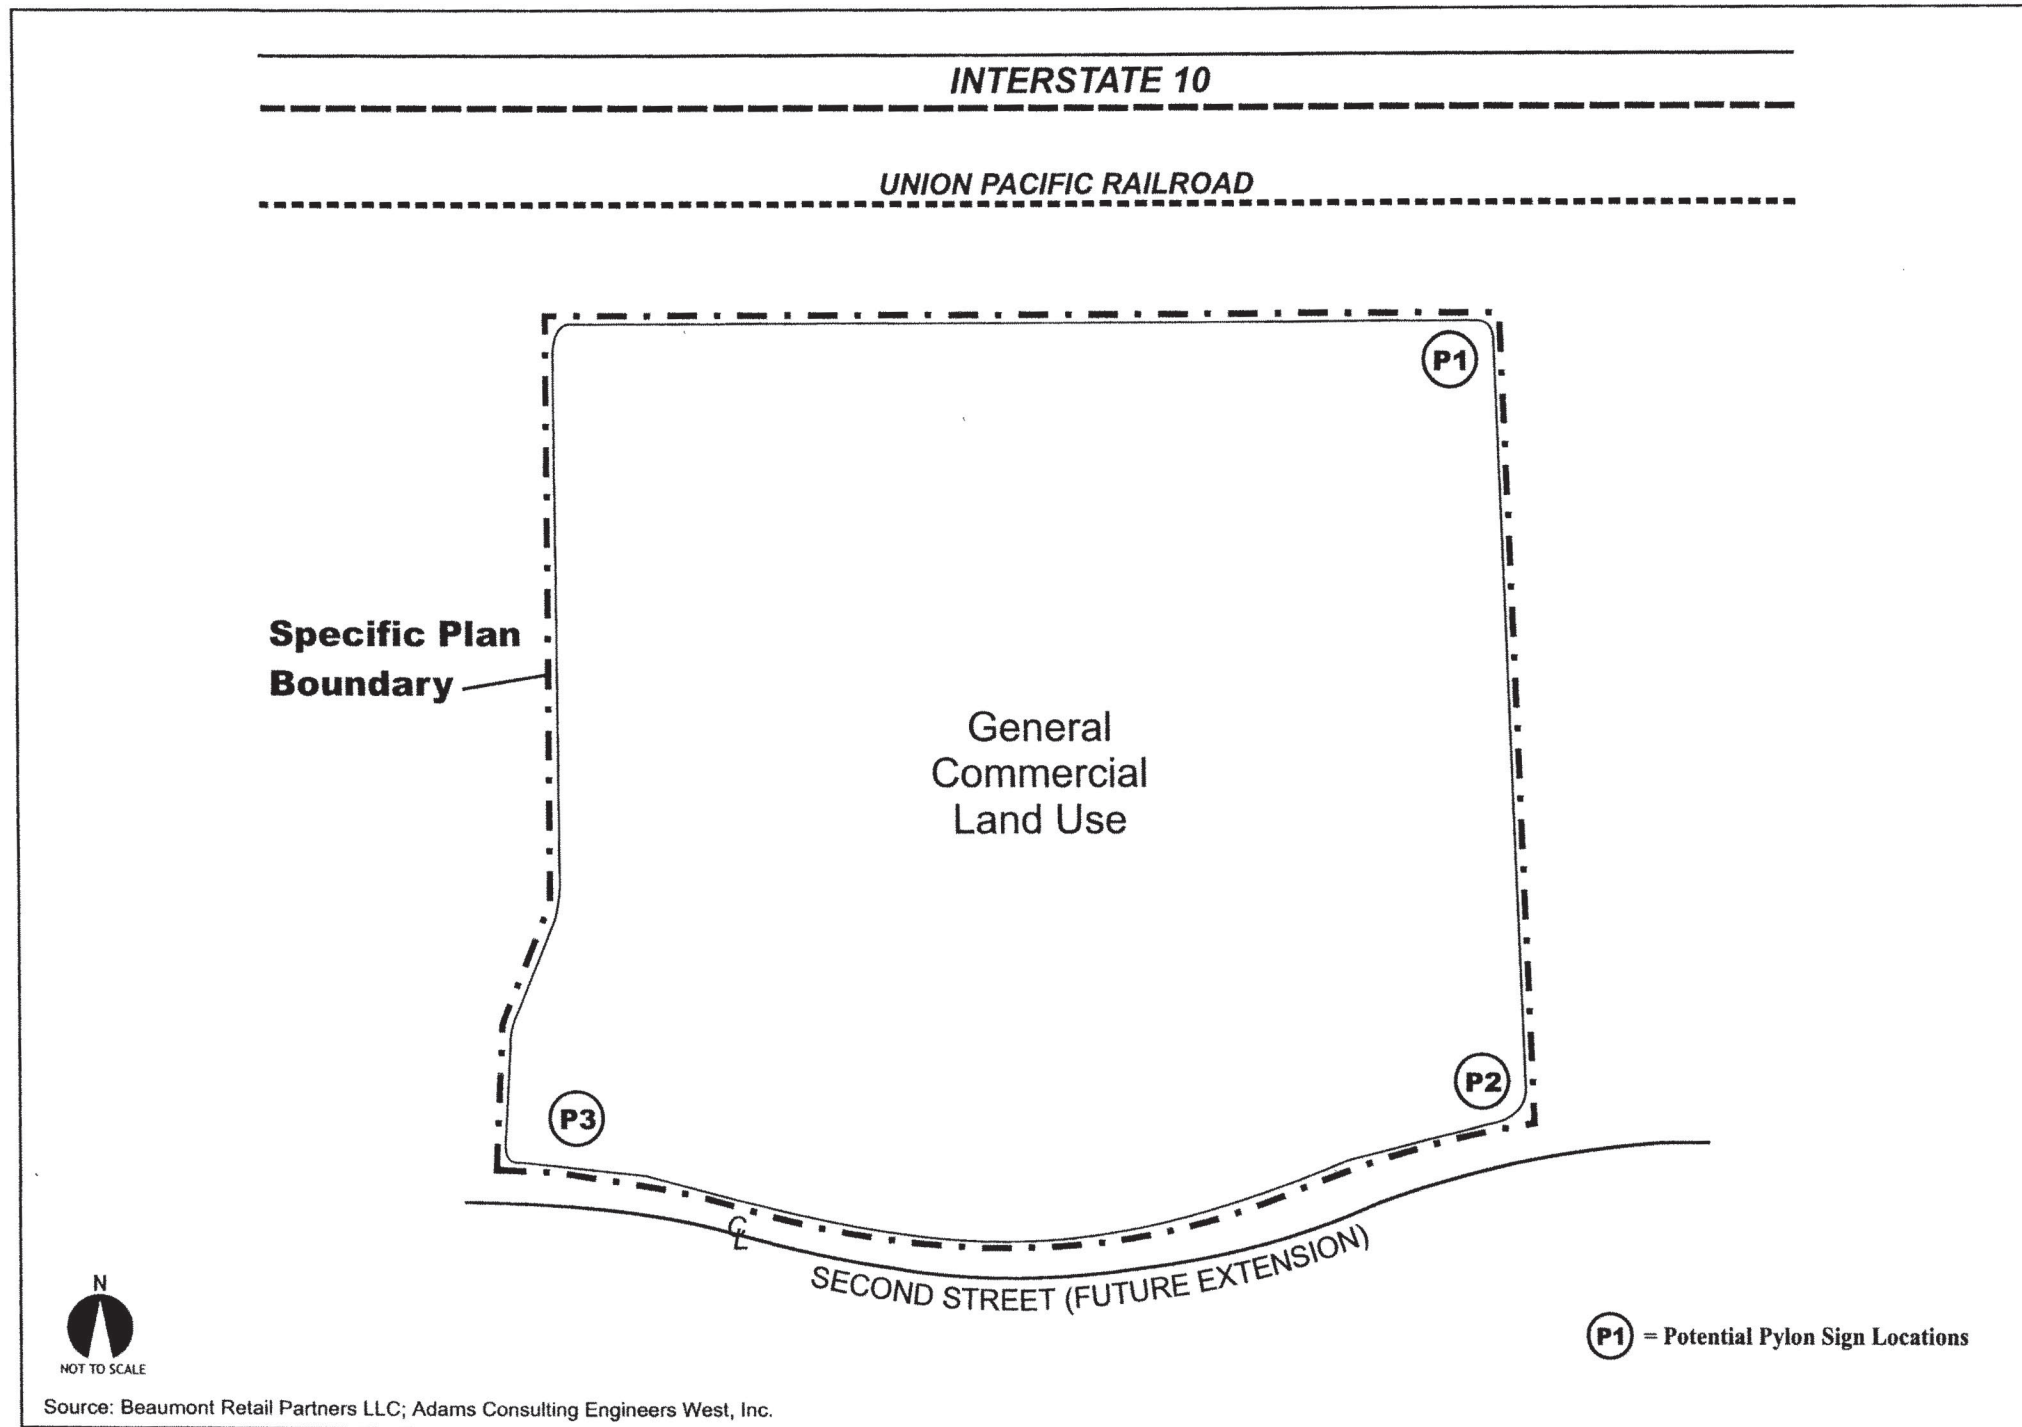 INTERSTATE 10
UNION PACIFIC RAILROAD
P1
Specific Plan
Boundary
General
Commercial
Land Use
P2
P3
CL
SECOND STREET (FUTURE EXTENSION)
N
NOT TO SCALE
P1 = Potential Pylon Sign Locations
Source: Beaumont Retail Partners LLC; Adams Consulting Engineers West, Inc.